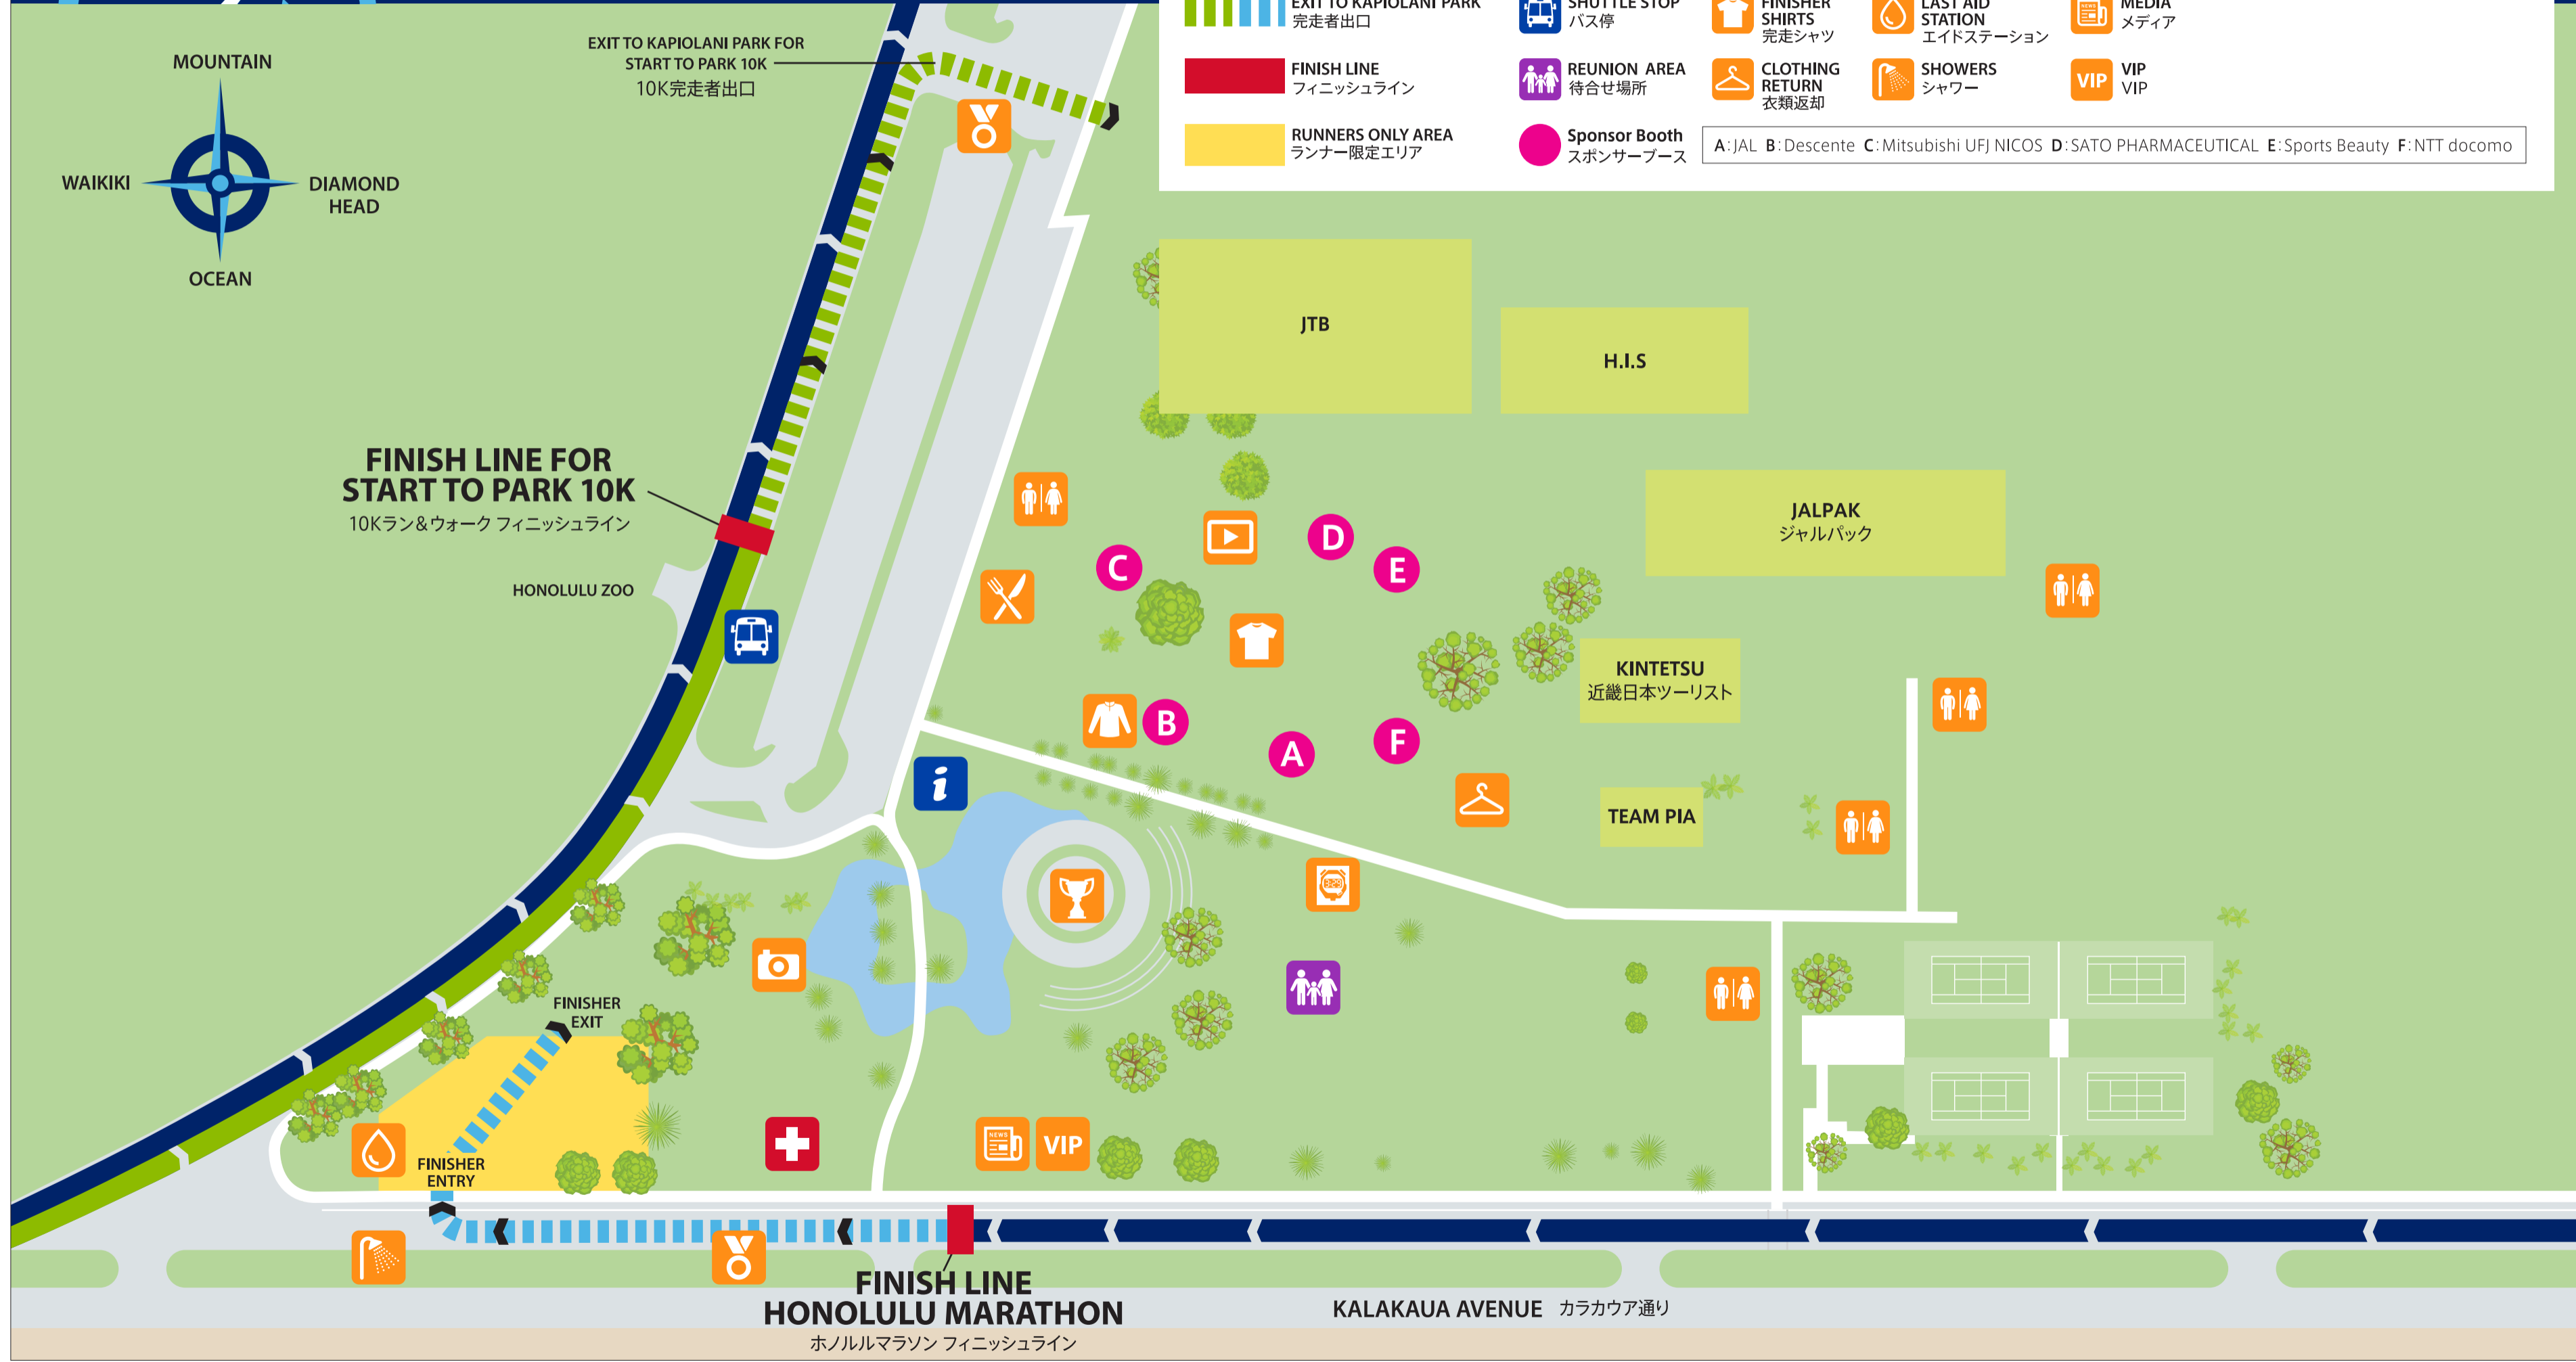 EXIT TO KAPIOLANI PARK
完走者出口
SHUTTLE STOP
バス停
FINISHER
SHIRTS
完走シャツ
LAST AID
STATION
エイドステーション
MEDIA
メディア
FINISH LINE
フィニッシュライン
REUNION AREA
待合せ場所
CLOTHING
RETURN
衣類返却
SHOWERS
シャワー
VIP
VIP
VIP
RUNNERS ONLY AREA
ランナー限定エリア
Sponsor Booth
スポンサーブース
A:JAL B:Descente C:Mitsubishi UFJ NICOS D:SATO PHARMACEUTICAL E:Sports Beauty F:NTT docomo
EXIT TO KAPIOLANI PARK FOR
START TO PARK 10K
10K完走者出口
MOUNTAIN
WAIKIKI
DIAMOND
HEAD
OCEAN
JTB
H.I.S
FINISH LINE FOR
START TO PARK 10K
10Kラン&ウォーク フィニッシュライン
HONOLULU ZOO
JALPAK
ジャルパック
C
D
E
KINTETSU
近畿日本ツーリスト
B
A
F
i
TEAM PIA
3:29
FINISHER
EXIT
FINISHER
ENTRY
NEWS
VIP
FINISH LINE
HONOLULU MARATHON
ホノルルマラソン フィニッシュライン
KALAKAUA AVENUE カラカウア通り